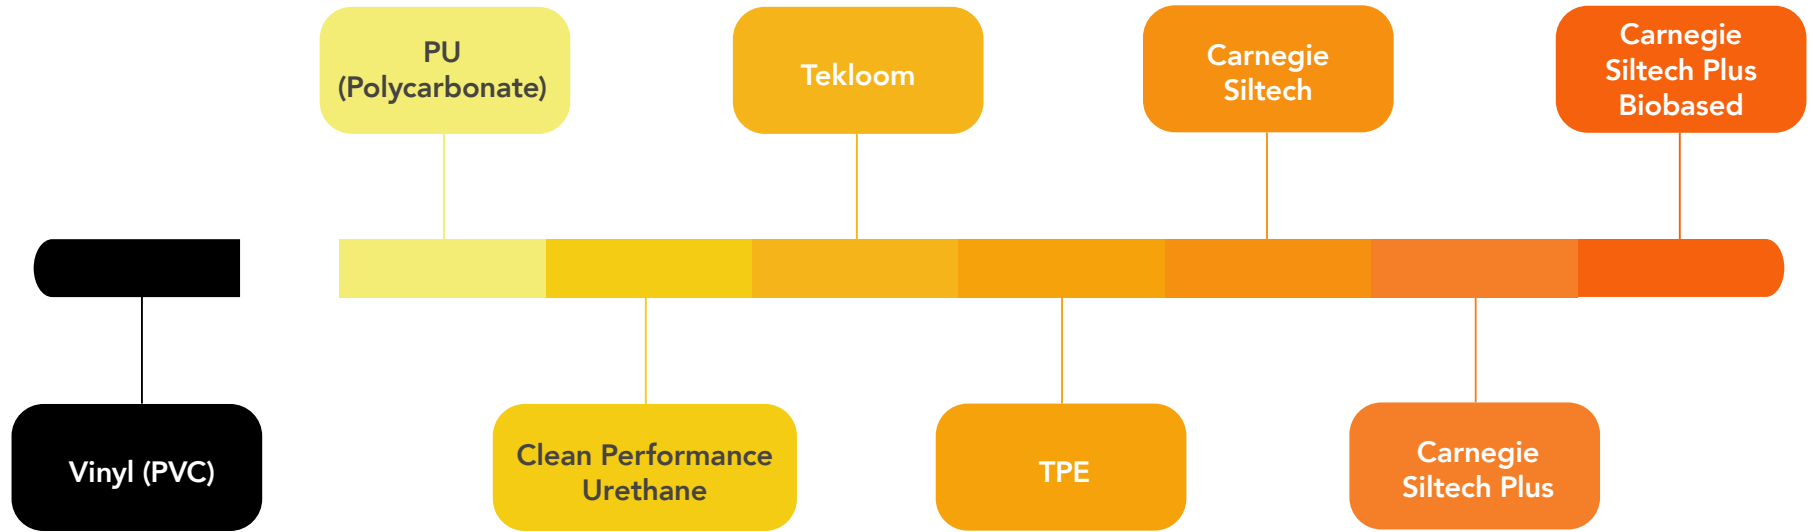 PU
(Polycarbonate)
Tekloom
Carnegie
Siltech
Carnegie
Siltech Plus
Biobased
Vinyl (PVC)
Clean Performance
Urethane
TPE
Carnegie
Siltech Plus